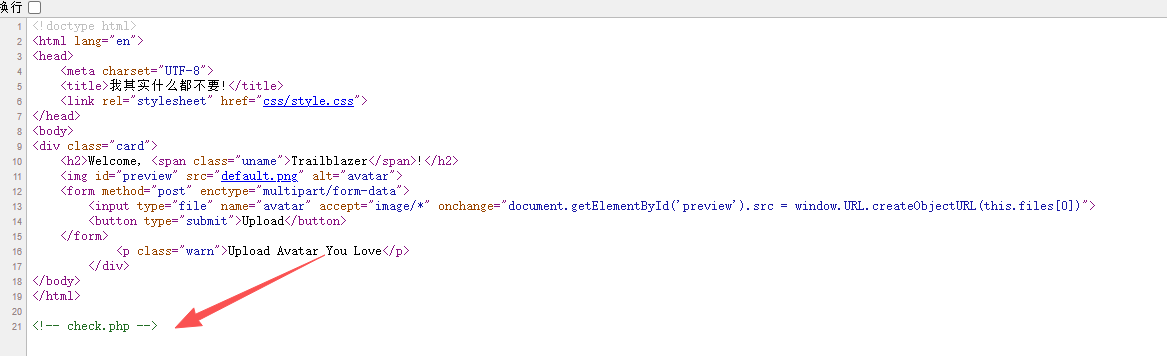 换行
1 <!doctype html>
2 <html lang="en">
3 <head>
4 <meta charset="UTF-8">
5 <title>我其实什么都不要!</title>
6 <link rel="stylesheet" href="css/style.css">
7 </head>
8 <body>
9 <div class="card">
10 <h2>Welcome, <span class="uname">Trailblazer</span>!</h2>
11 <img id="preview" src="default.png" alt="avatar">
12 <form method="post" enctype="multipart/form-data">
13 <input type="file" name="avatar" accept="image/*" onchange="document.getElementById('preview').src = window.URL.createObjectURL(this.files[0])">
14 <button type="submit">Upload</button>
15 </form>
16 <p class="warn">Upload Avatar You Love</p>
17 </div>
18 </body>
19 </html>
20
21 <!-- check.php -->